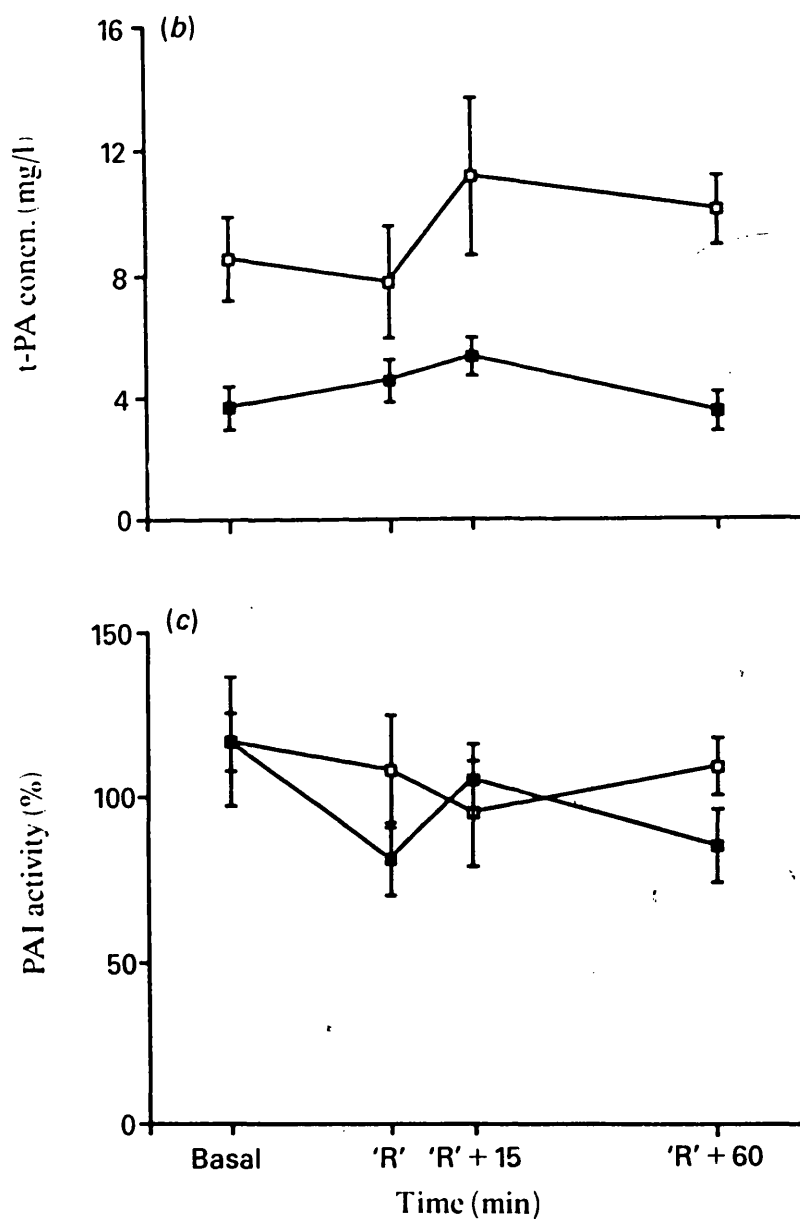 (b)
16
12
8
4
0
t-PA concn. (mg/l)
(c)
150
100
50
0
PAI activity (%)
Basal 'R' 'R' + 15 'R' + 60
Time (min)